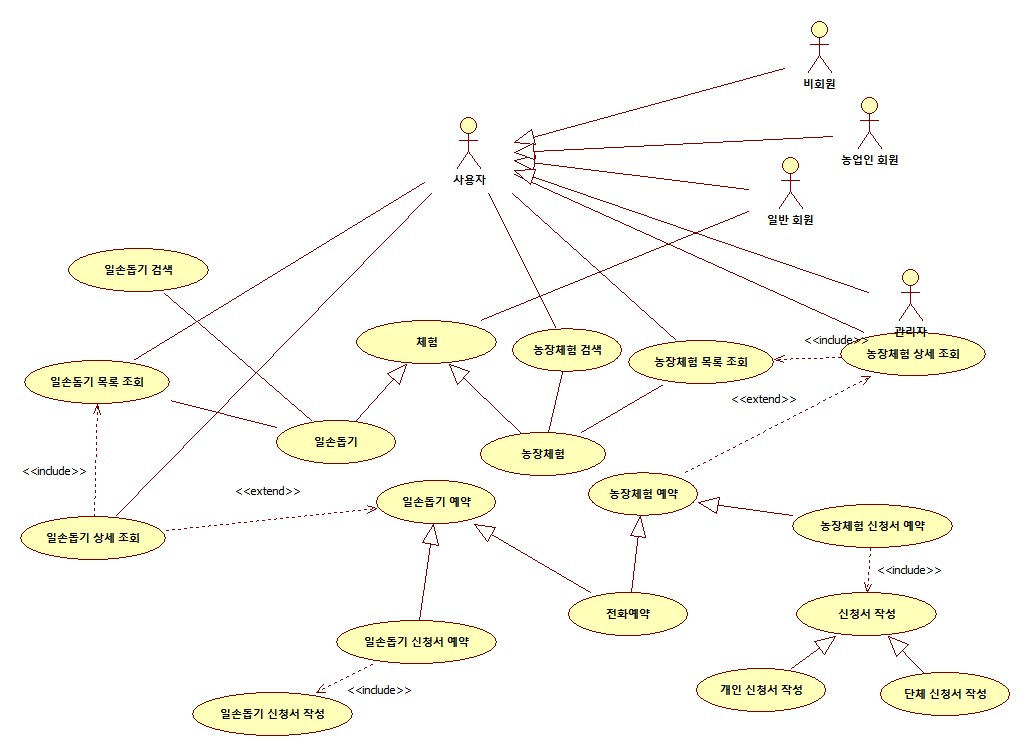 비회원
농업인 회원
사용자
일반 회원
일손돕기 검색
관리자
<<include>>
체험
농장체험 검색
농장체험 목록 조회
농장체험 상세 조회
일손돕기 목록 조회
<<extend>>
일손돕기
농장체험
<<include>>
<<extend>>
일손돕기 예약
농장체험 예약
농장체험 신청서 예약
일손돕기 상세 조회
<<include>>
전화예약
신청서 작성
일손돕기 신청서 예약
<<include>>
개인 신청서 작성
단체 신청서 작성
일손돕기 신청서 작성